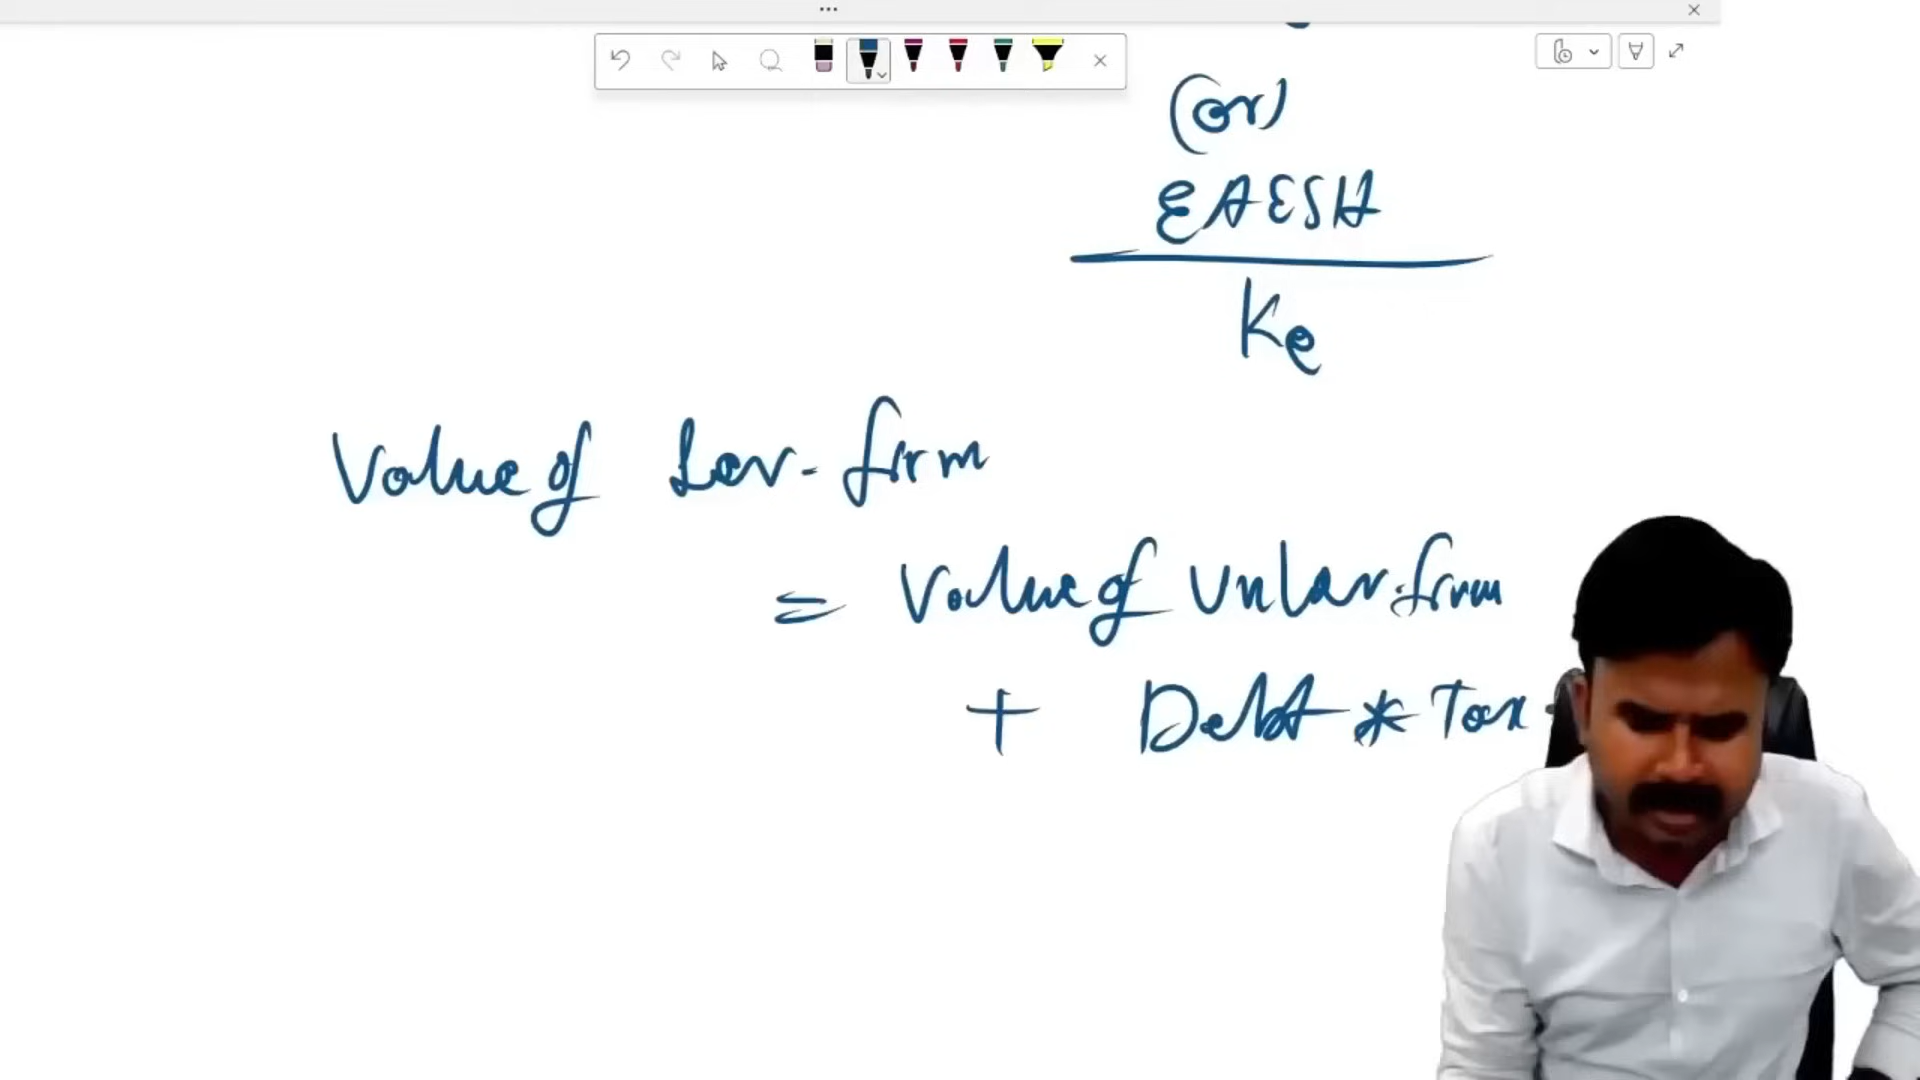 (or)
EAESH
Ke
Value of Lev. firm
= Value of Unlev. firm
+ Debt * Tax